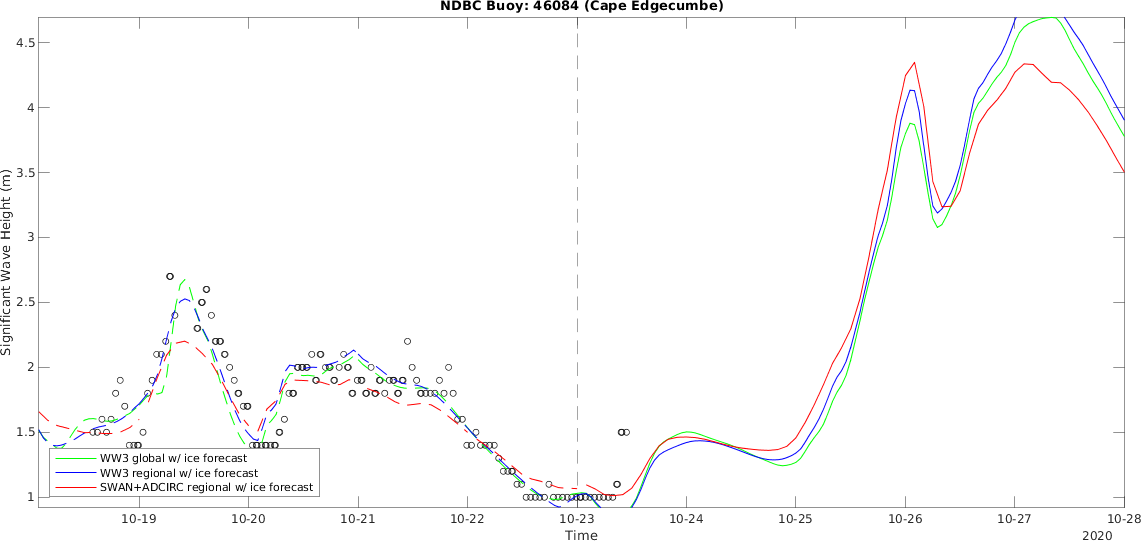 NDBC Buoy: 46084 (Cape Edgecumbe)
4.5
4
3.5
3
2.5
2
1.5
1
Significant Wave Height (m)
WW3 global w/ ice forecast
WW3 regional w/ ice forecast
SWAN+ADCIRC regional w/ ice forecast
10-19 10-20 10-21 10-22 10-23 10-24 10-25 10-26 10-27 10-28
Time
2020